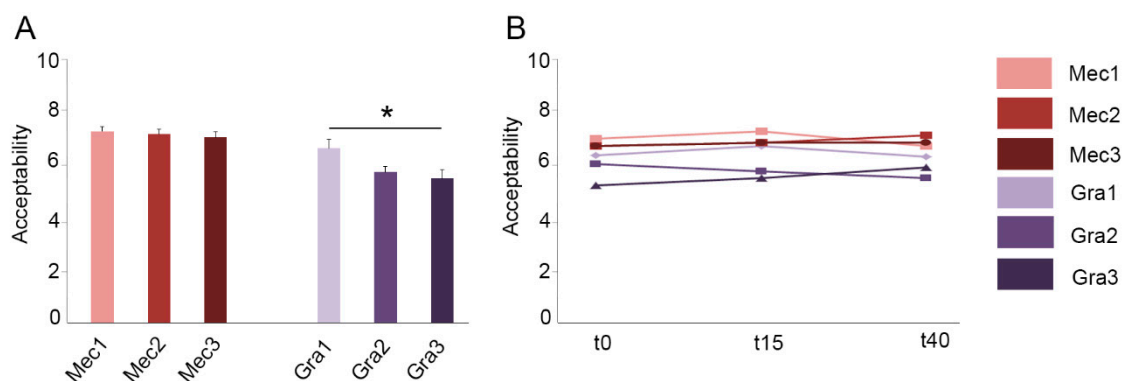 A
Acceptability
10
8
6
4
2
0
*
Mec1
Mec2
Mec3
Gra1
Gra2
Gra3
B
Acceptability
10
8
6
4
2
0
t0
t15
t40
Mec1
Mec2
Mec3
Gra1
Gra2
Gra3